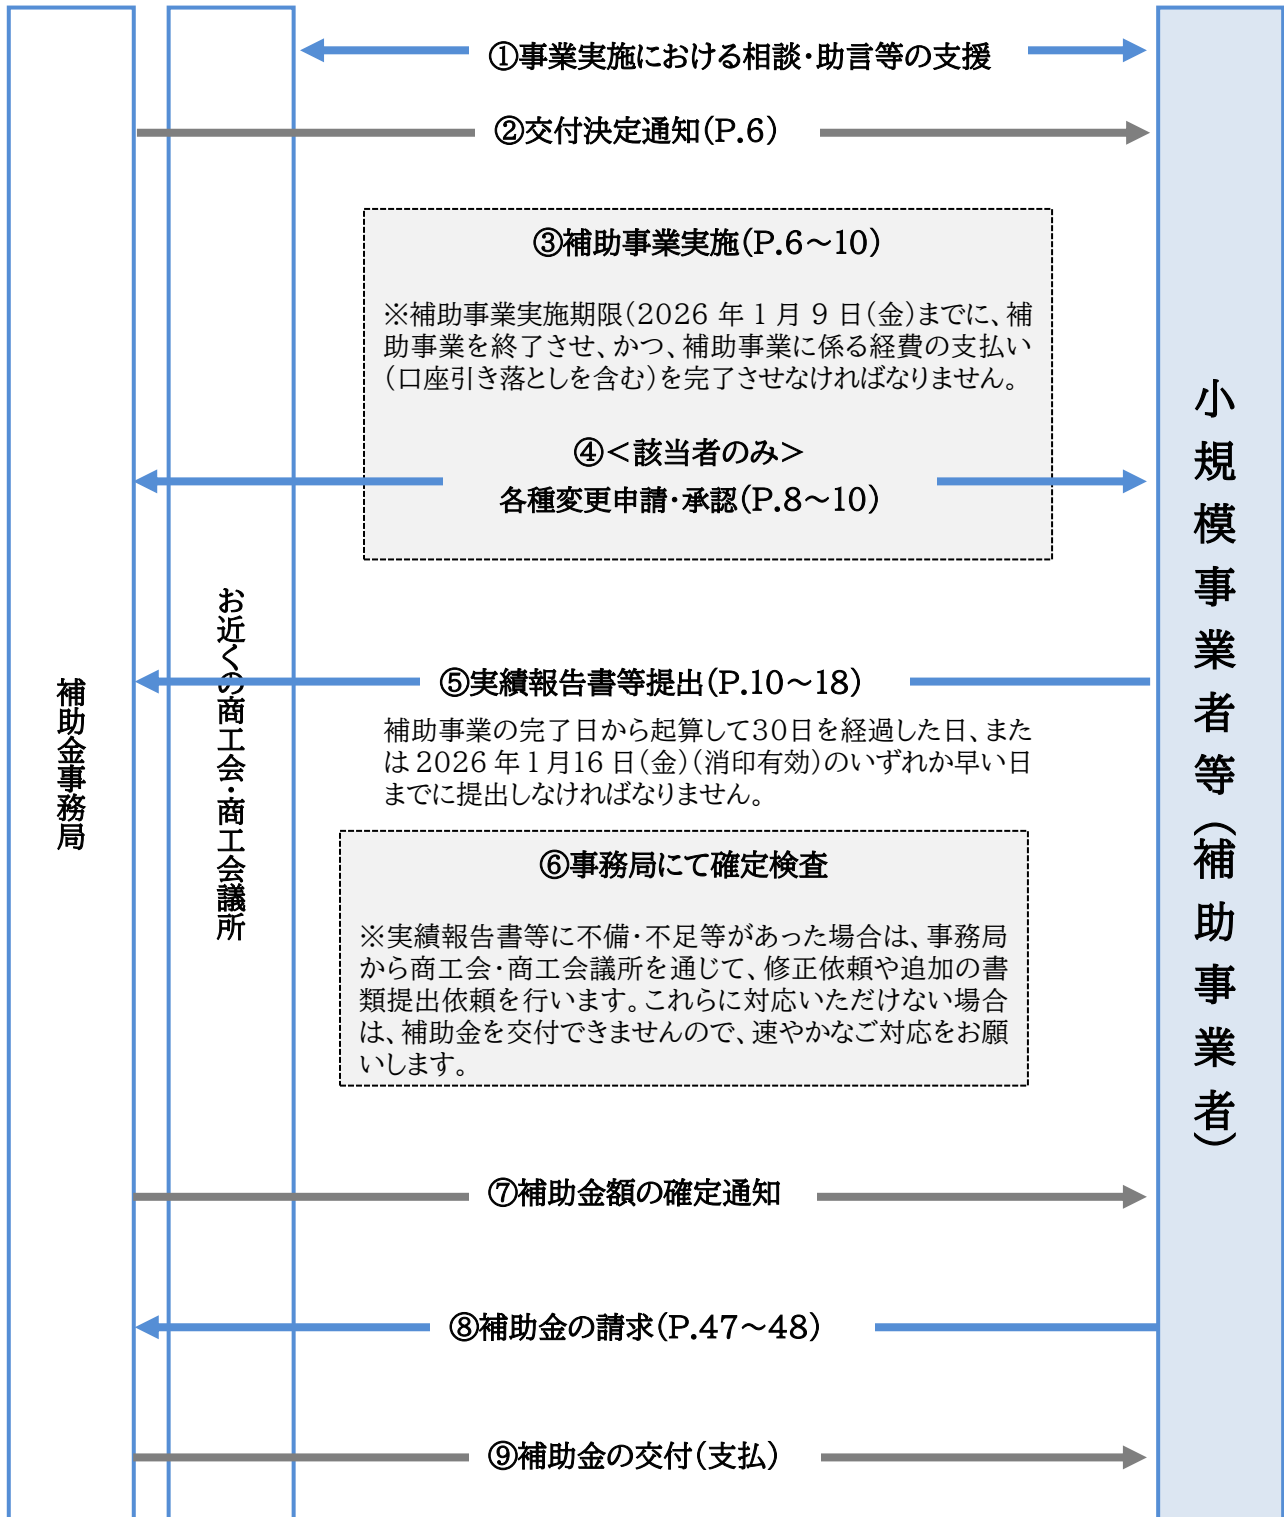 ①事業実施における相談・助言等の支援
②交付決定通知(P.6)
③補助事業実施(P.6～10)
※補助事業実施期限(2026 年 1 月 9 日(金)までに、補
助事業を終了させ、かつ、補助事業に係る経費の支払い
(口座引き落としを含む)を完了させなければなりません。
④＜該当者のみ＞
各種変更申請・承認(P.8～10)
⑤実績報告書等提出(P.10～18)
補助事業の完了日から起算して30日を経過した日、また
は 2026 年 1 月16 日(金)(消印有効)のいずれか早い日
までに提出しなければなりません。
⑥事務局にて確定検査
※実績報告書等に不備・不足等があった場合は、事務局
から商工会・商工会議所を通じて、修正依頼や追加の書
類提出依頼を行います。これらに対応いただけない場合
は、補助金を交付できませんので、速やかなご対応をお願
いします。
⑦補助金額の確定通知
⑧補助金の請求(P.47～48)
⑨補助金の交付(支払)
補助金事務局
お近くの商工会・商工会議所
小規模事業者等(補助事業者)